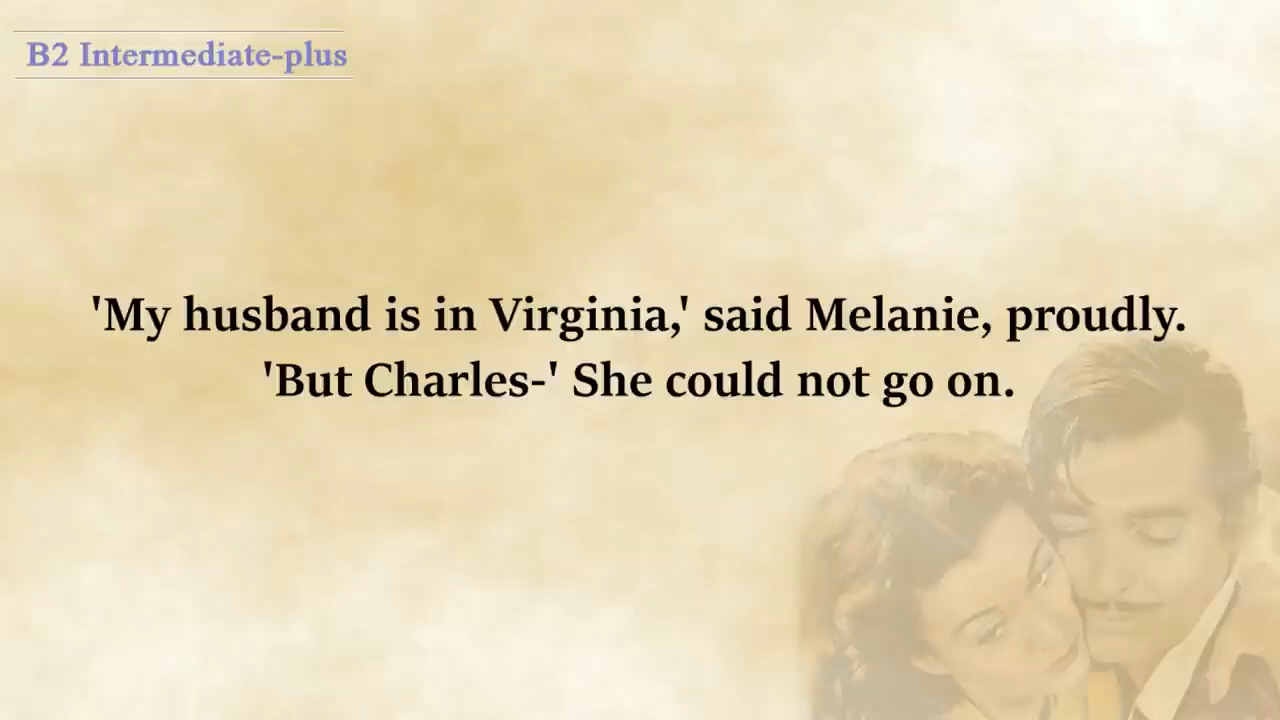 B2 Intermediate-plus
'My husband is in Virginia,' said Melanie, proudly.
'But Charles-' She could not go on.